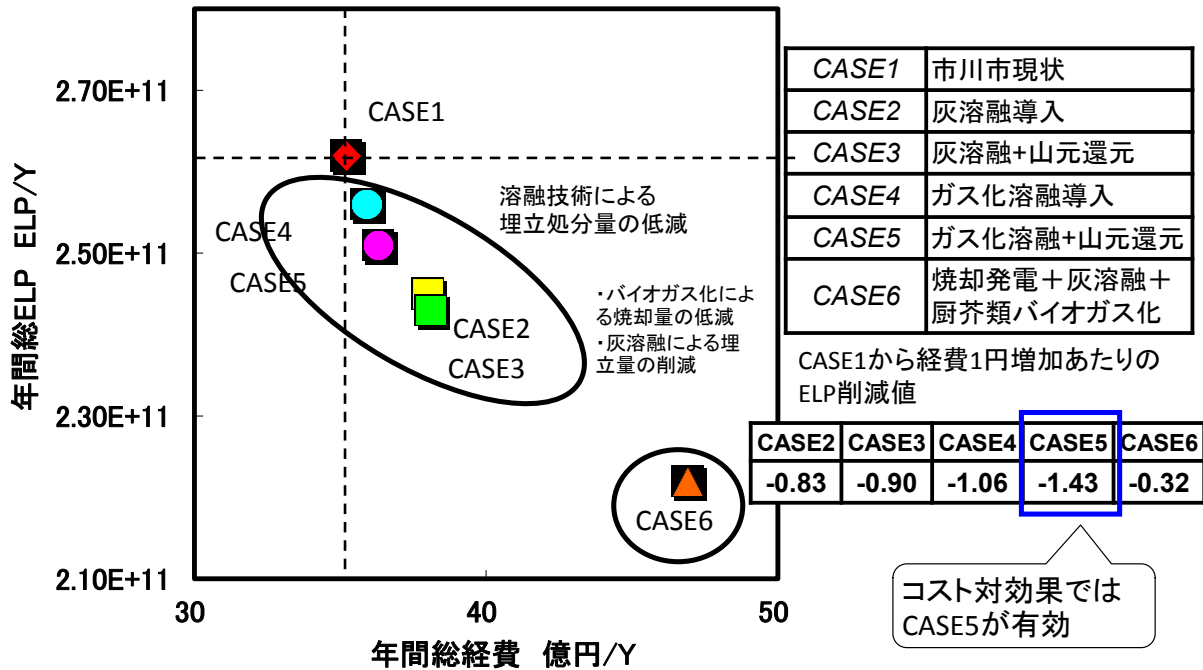 年間総ELP ELP/Y
2.70E+11
2.50E+11
2.30E+11
2.10E+11
30
40
50
年間総経費 億円/Y
CASE1
CASE4
CASE5
CASE2
CASE3
CASE6
溶融技術による
埋立処分量の低減
・バイオガス化によ
る焼却量の低減
・灰溶融による埋
立量の削減
CASE1 市川市現状
CASE2 灰溶融導入
CASE3 灰溶融+山元還元
CASE4 ガス化溶融導入
CASE5 ガス化溶融+山元還元
CASE6 焼却発電＋灰溶融＋
厨芥類バイオガス化
CASE1から経費1円増加あたりの
ELP削減値
CASE2 CASE3 CASE4 CASE5 CASE6
-0.83 -0.90 -1.06 -1.43 -0.32
コスト対効果では
CASE5が有効